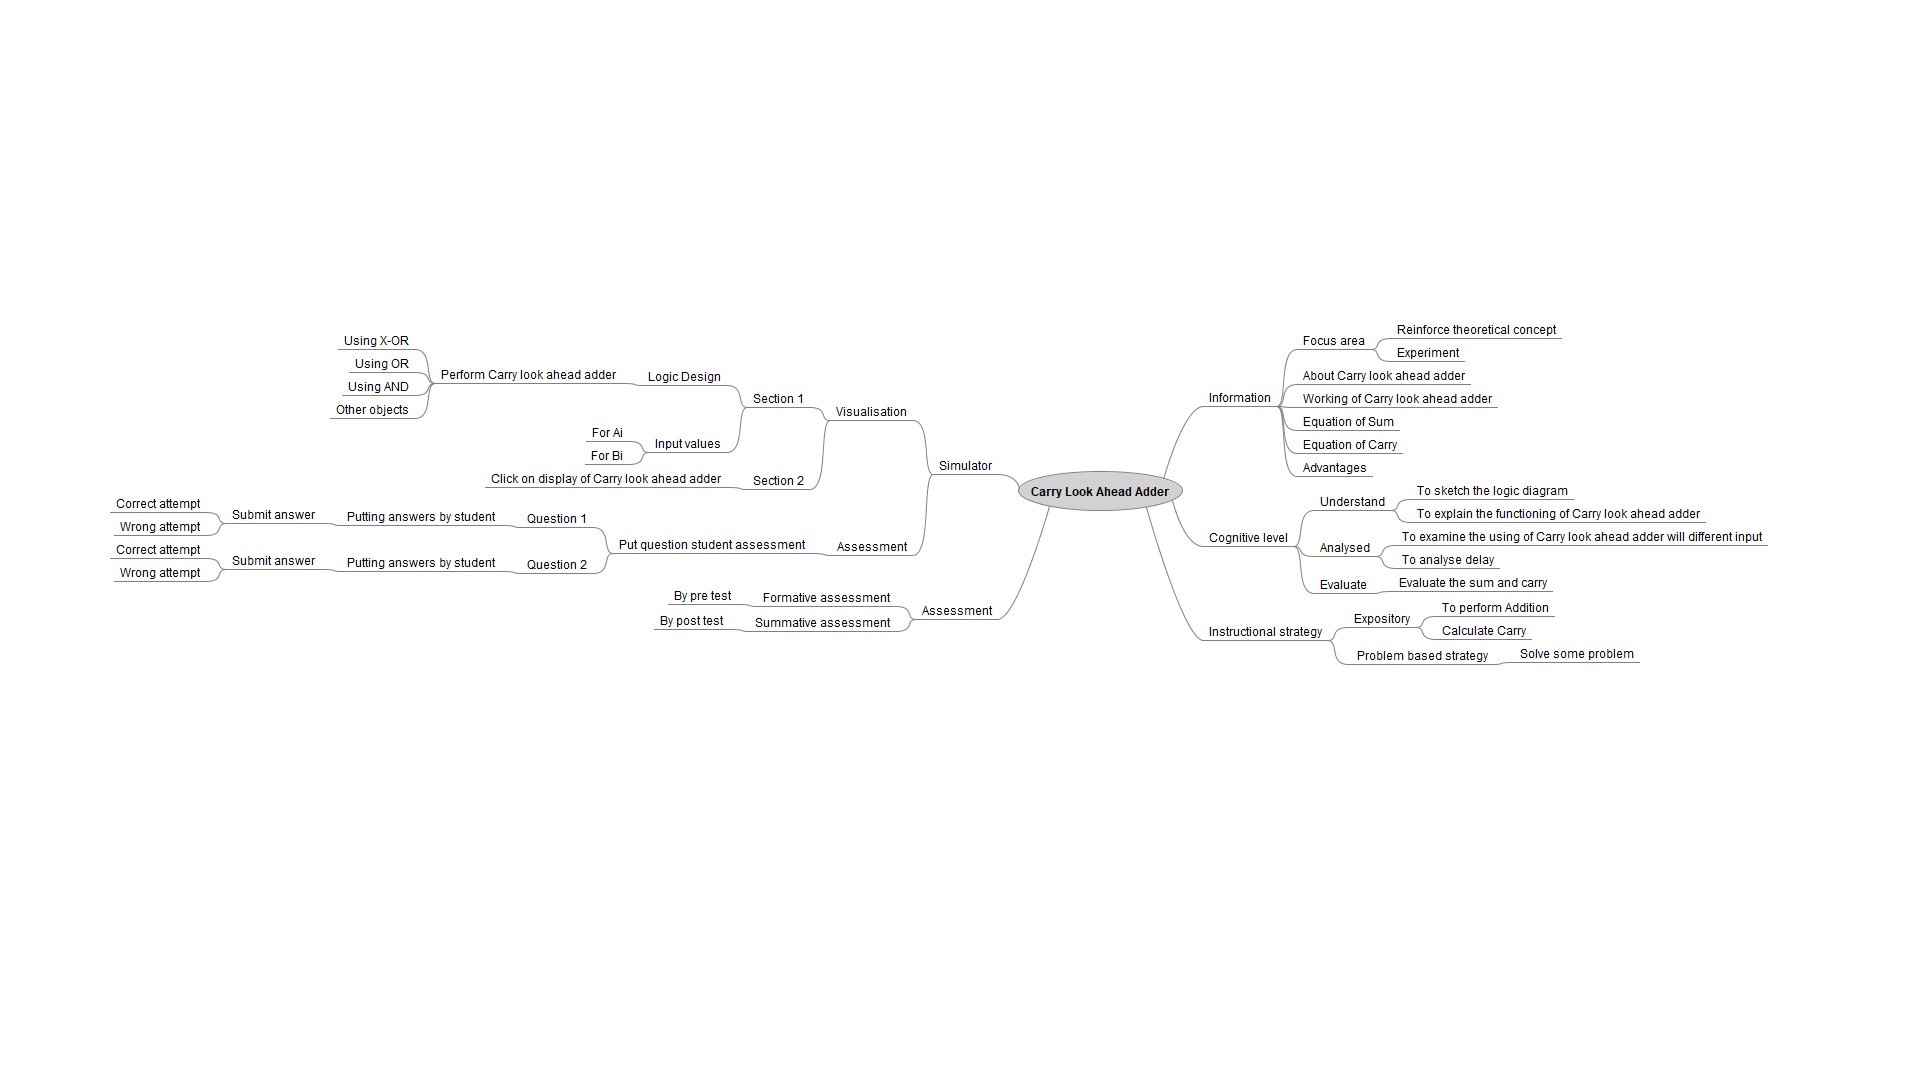 Carry Look Ahead Adder
Information
Focus area
Reinforce theoretical concept
Experiment
About Carry look ahead adder
Working of Carry look ahead adder
Equation of Sum
Equation of Carry
Advantages
Cognitive level
Understand
To sketch the logic diagram
To explain the functioning of Carry look ahead adder
Analysed
To examine the using of Carry look ahead adder will different input
To analyse delay
Evaluate
Evaluate the sum and carry
Instructional strategy
Expository
To perform Addition
Calculate Carry
Problem based strategy
Solve some problem
Simulator
Visualisation
Section 1
Logic Design
Perform Carry look ahead adder
Using X-OR
Using OR
Using AND
Other objects
Input values
For Ai
For Bi
Section 2
Click on display of Carry look ahead adder
Assessment
Put question student assessment
Question 1
Putting answers by student
Submit answer
Correct attempt
Wrong attempt
Question 2
Putting answers by student
Submit answer
Correct attempt
Wrong attempt
Assessment
Formative assessment
By pre test
Summative assessment
By post test